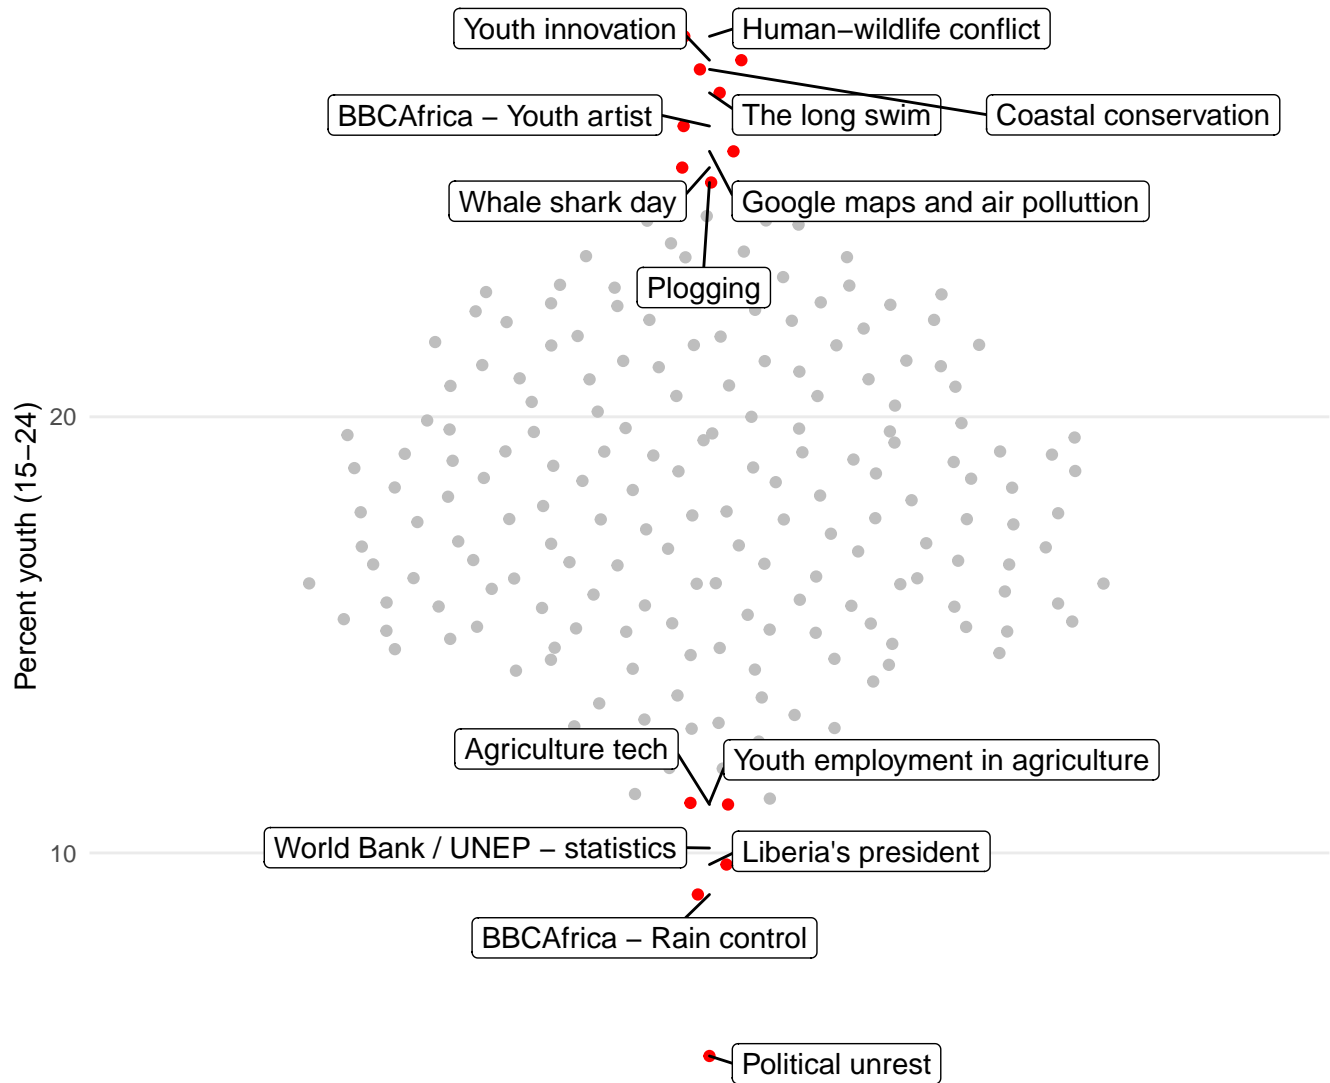 Youth innovation
Human−wildlife conflict
BBCAfrica − Youth artist
The long swim
Coastal conservation
Whale shark day
Google maps and air polluttion
Plogging
Percent youth (15−24)
20
Agriculture tech
Youth employment in agriculture
10
World Bank / UNEP − statistics
Liberia's president
BBCAfrica − Rain control
Political unrest